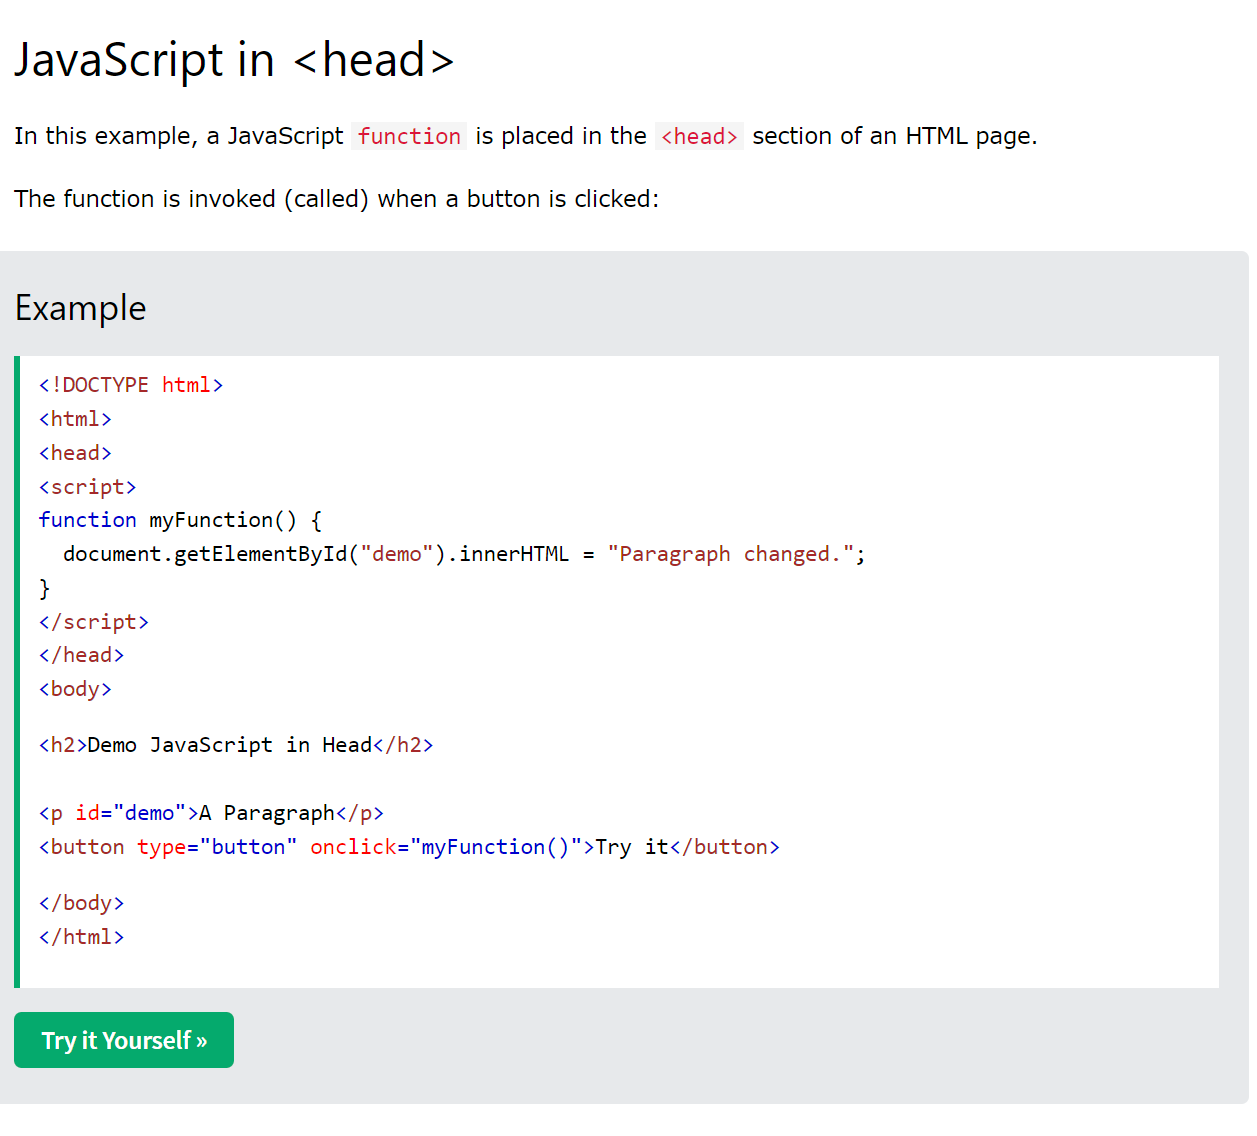 JavaScript in <head>
In this example, a JavaScript function is placed in the <head> section of an HTML page.
The function is invoked (called) when a button is clicked:
Example
<!DOCTYPE html>
<html>
<head>
<script>
function myFunction() {
  document.getElementById("demo").innerHTML = "Paragraph changed.";
}
</script>
</head>
<body>
<h2>Demo JavaScript in Head</h2>
<p id="demo">A Paragraph</p>
<button type="button" onclick="myFunction()">Try it</button>
</body>
</html>
Try it Yourself »